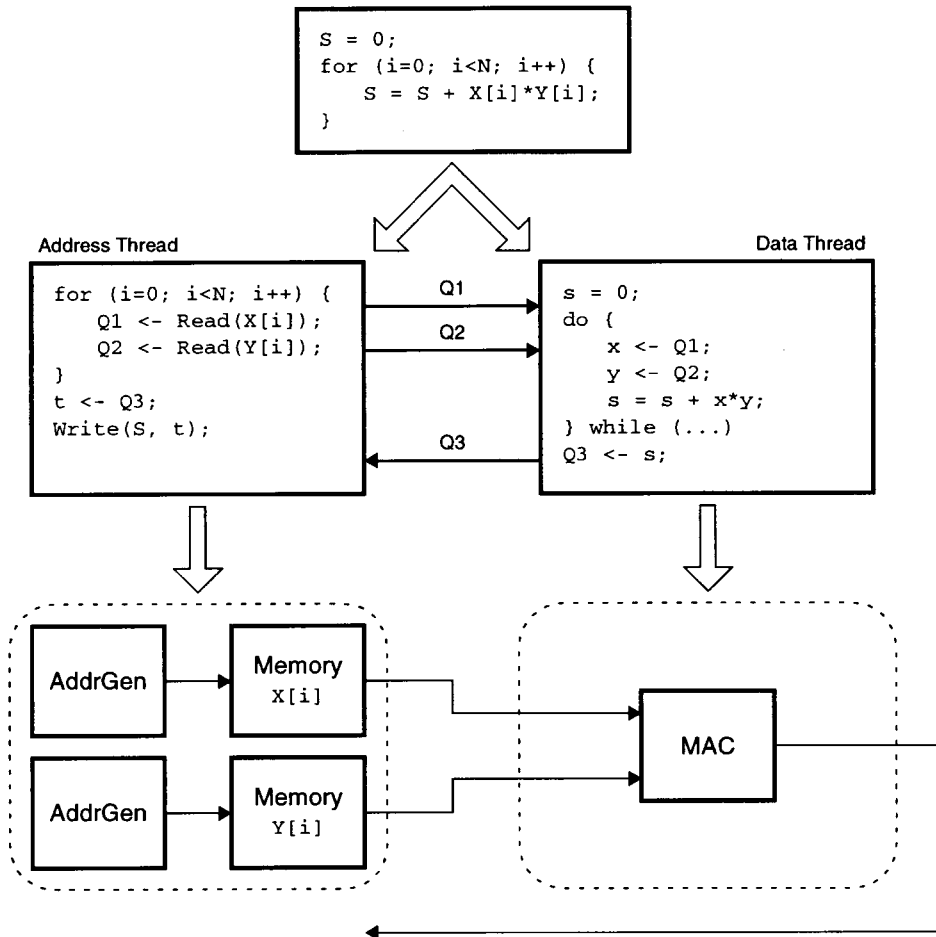 S = 0;
for (i=0; i<N; i++) {
S = S + X[i]*Y[i];
}
Address Thread
for (i=0; i<N; i++) {
Q1 <- Read(X[i]);
Q2 <- Read(Y[i]);
}
t <- Q3;
Write(S, t);
Q1
Q2
Q3
Data Thread
s = 0;
do {
x <- Q1;
y <- Q2;
s = s + x*y;
} while (...)
Q3 <- s;
AddrGen
Memory
X[i]
AddrGen
Memory
Y[i]
MAC